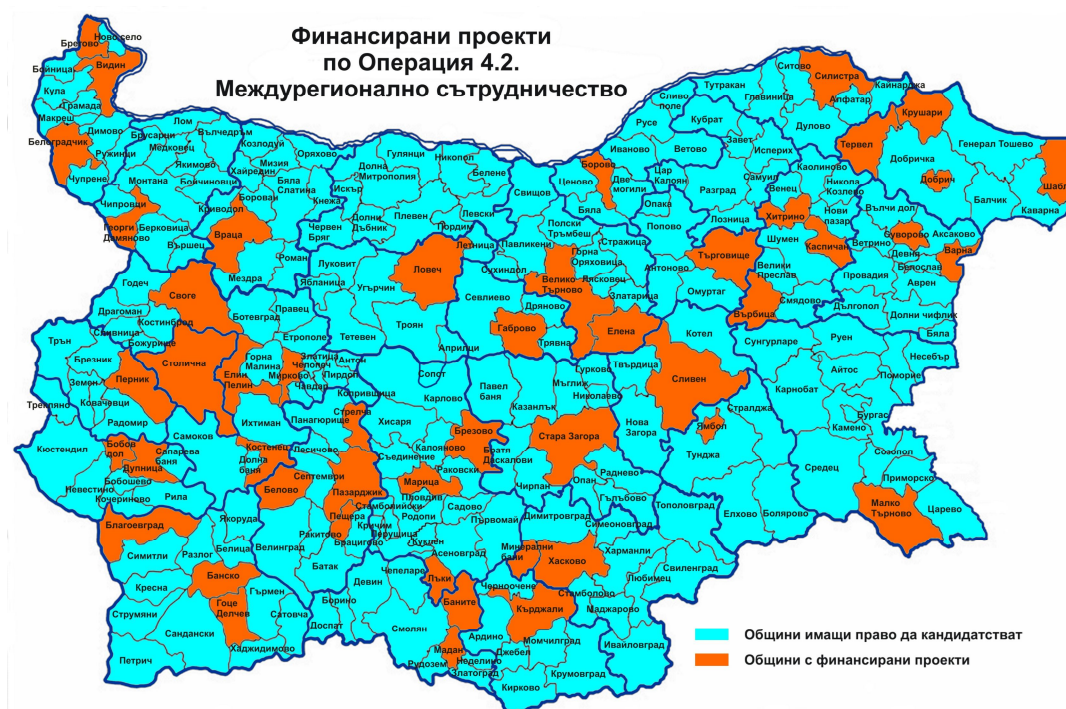 Финансирани проекти
по Операция 4.2.
Междурегионално сътрудничество
Ново село
Брегово
Видин
Бойница
Кула
Грамада
Макреш
Димово
Белоградчик
Ружинци
Чупрене
Лом
Брусарци
Вълчедръм
Медковец
Якимово
Монтана
Бойчиновци
Чипровци
Георги
Дамяново
Берковица
Вършец
Козлодуй
Мизия
Хайредин
Оряхово
Бяла
Слатина
Борован
Кнежа
Криводол
Враца
Роман
Мездра
Гулянци
Никопол
Долна
Митрополия
Белене
Искър
Плевен
Левски
Долни
Дъбник
Пордим
Червен
Бряг
Летница
Луковит
Ловеч
Ябланица
Угърчин
Троян
Тетевен
Априлци
Свищов
Полски
Тръмбеш
Павликени
Стражица
Сухиндол
Горна
Оряховица
Лясковец
Велико
Търново
Златарица
Елена
Севлиево
Дряново
Габрово
Трявна
Сливо
поле
Русе
Иваново
Ветово
Борово
Ценово
Две
могили
Бяла
Тутракан
Ситово
Силистра
Кайнарджа
Главиница
Алфатар
Дулово
Кубрат
Завет
Исперих
Цар
Калоян
Самуил
Разград
Лозница
Крушари
Тервел
Генерал Тошево
Добричка
Добрич
Шабл
Балчик
Каварна
Каолиново
Венец
Никола
Козлево
Хитрино
Нови
пазар
Каспичан
Шумен
Велики
Преслав
Смядово
Върбица
Опака
Попово
Търговище
Антоново
Омуртаг
Вълчи дол
Суворово
Аксаково
Ветрино
Девня
Варна
Белослав
Провадия
Аврен
Дългопол
Долни чифлик
Бяла
Годеч
Своге
Драгоман
Костинброд
Сливница
Божурище
Ботевград
Правец
Етрополе
Столична
Горна
Малина
Елин
Пелин
Златица
Чепопеч
Антон
Мирково
Пирдоп
Чавдар
Копривщица
Ихтиман
Самоков
Костенец
Долна
баня
Трън
Брезник
Перник
Земен
Ковачевци
Радомир
Трекляно
Кюстендил
Бобов
дол
Сапарева
баня
Дупница
Бобошево
Невестино
Кочериново
Рила
Благоевград
Симитли
Разлог
Якоруда
Белица
Банско
Кресна
Гоце
Делчев
Гърмен
Струмяни
Сандански
Сатовча
Хаджидимово
Петрич
Стрелча
Панагюрище
Лесичово
Септември
Пазарджик
Белово
Пещера
Ракитово
Брацигово
Велинград
Батак
Сопот
Карлово
Хисаря
Брезово
Калояново
Съединение
Раковски
Марица
Пловдив
Стамболийски
Родопи
Садово
Кричим
Перущица
Куклен
Първомай
Асеновград
Лъки
Павел
баня
Казанлък
Мъглиж
Гурково
Николаево
Стара Загора
Братя
Даскалови
Чирпан
Опан
Раднево
Гълъбово
Котел
Твърдица
Сливен
Нова
Загора
Стралджа
Ямбол
Тунджа
Елхово
Болярово
Сунгурларе
Руен
Несебър
Айтос
Поморие
Карнобат
Бургас
Камено
Созопол
Средец
Приморско
Малко
Търново
Царево
Димитровград
Симеоновград
Тополовград
Минерални
бани
Хасково
Харманли
Свиленград
Любимец
Стамболово
Маджарово
Ивайловград
Черноочене
Кърджали
Ардино
Момчилград
Джебел
Крумовград
Кирково
Чепеларе
Девин
Баните
Борино
Доспат
Смолян
Мадан
Рудозем
Неделино
Златоград
Общини имащи право да кандидатстват
Общини с финансирани проекти